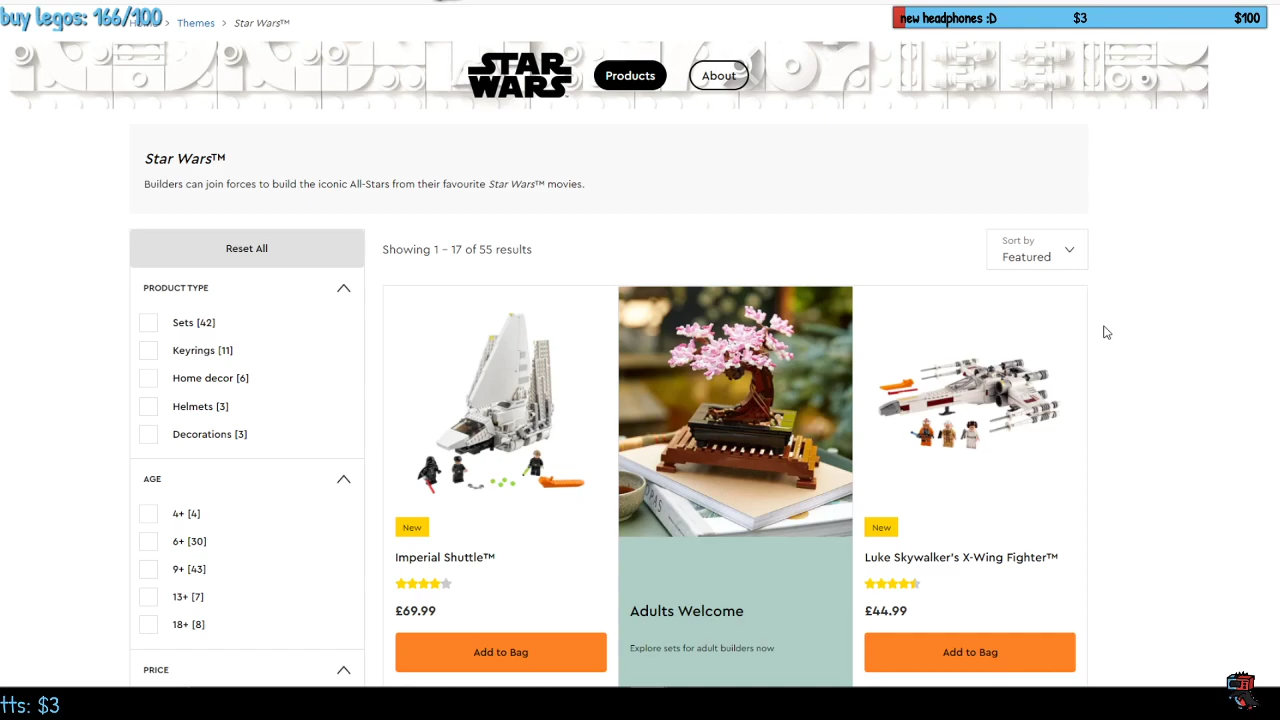 buy legos: 166/100
> Themes > Star Wars™
new headphones :D $3 $100
STAR WARS
Products
About
Star Wars™
Builders can join forces to build the iconic All-Stars from their favourite Star Wars™ movies.
Reset All
Showing 1 - 17 of 55 results
Sort by
Featured
PRODUCT TYPE
Sets [42]
Keyrings [11]
Home decor [6]
Helmets [3]
Decorations [3]
AGE
4+ [4]
6+ [30]
9+ [43]
13+ [7]
18+ [8]
PRICE
New
Imperial Shuttle™
£69.99
Add to Bag
Adults Welcome
Explore sets for adult builders now
New
Luke Skywalker's X-Wing Fighter™
£44.99
Add to Bag
tts: $3